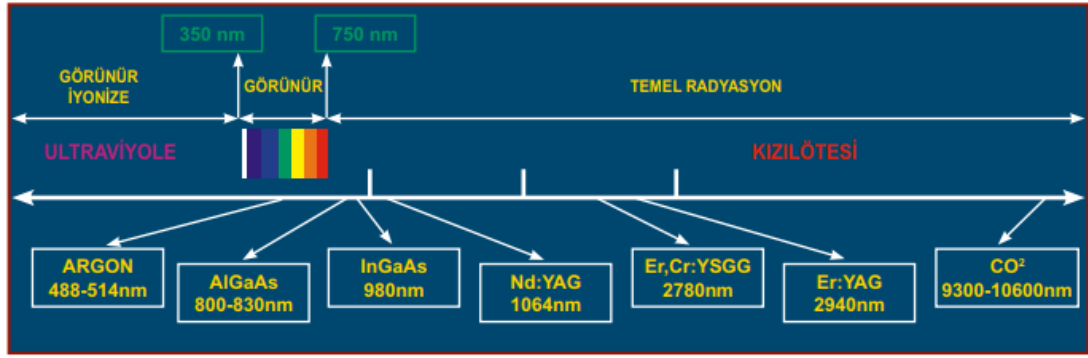 350 nm
750 nm
GÖRÜNÜR
İYONİZE
GÖRÜNÜR
TEMEL RADYASYON
ULTRAVİYOLE
KIZILÖTESİ
ARGON
488-514nm
AlGaAs
800-830nm
InGaAs
980nm
Nd:YAG
1064nm
Er,Cr:YSGG
2780nm
Er:YAG
2940nm
CO²
9300-10600nm